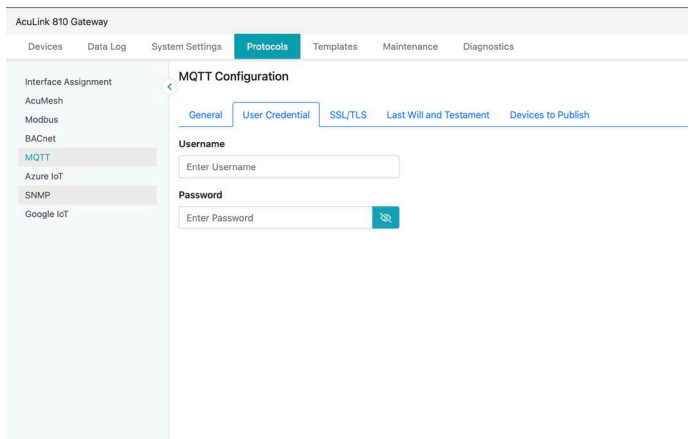 AcuLink 810 Gateway
Devices Data Log System Settings Protocols Templates Maintenance Diagnostics
Interface Assignment
AcuMesh
Modbus
BACnet
MQTT
Azure IoT
SNMP
Google IoT
MQTT Configuration
General User Credential SSL/TLS Last Will and Testament Devices to Publish
Username
Enter Username
Password
Enter Password